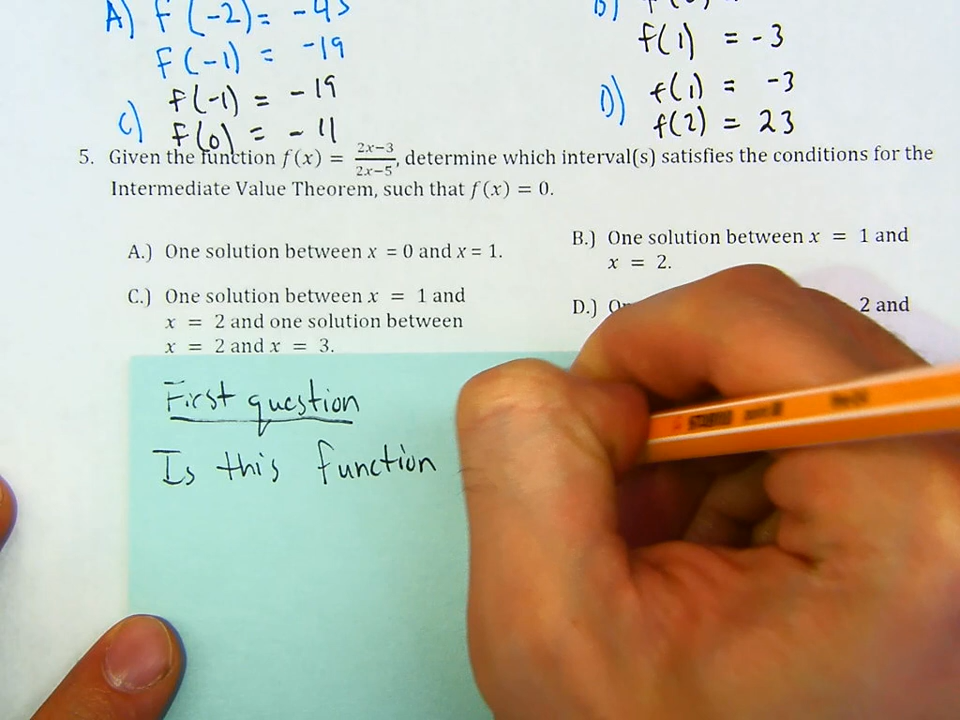 A) f(-2) = -45
B)
f(-1) = -19
f(1) = -3
C) f(-1) = -19
f(0) = -11
D) f(1) = -3
f(2) = 23
5. Given the function f(x) = 2x−3/2x−5, determine which interval(s) satisfies the conditions for the
Intermediate Value Theorem, such that f(x) = 0.
A.) One solution between x = 0 and x = 1.
B.) One solution between x = 1 and
x = 2.
C.) One solution between x = 1 and
x = 2 and one solution between
x = 2 and x = 3.
D.) 2 and
First question
Is this function